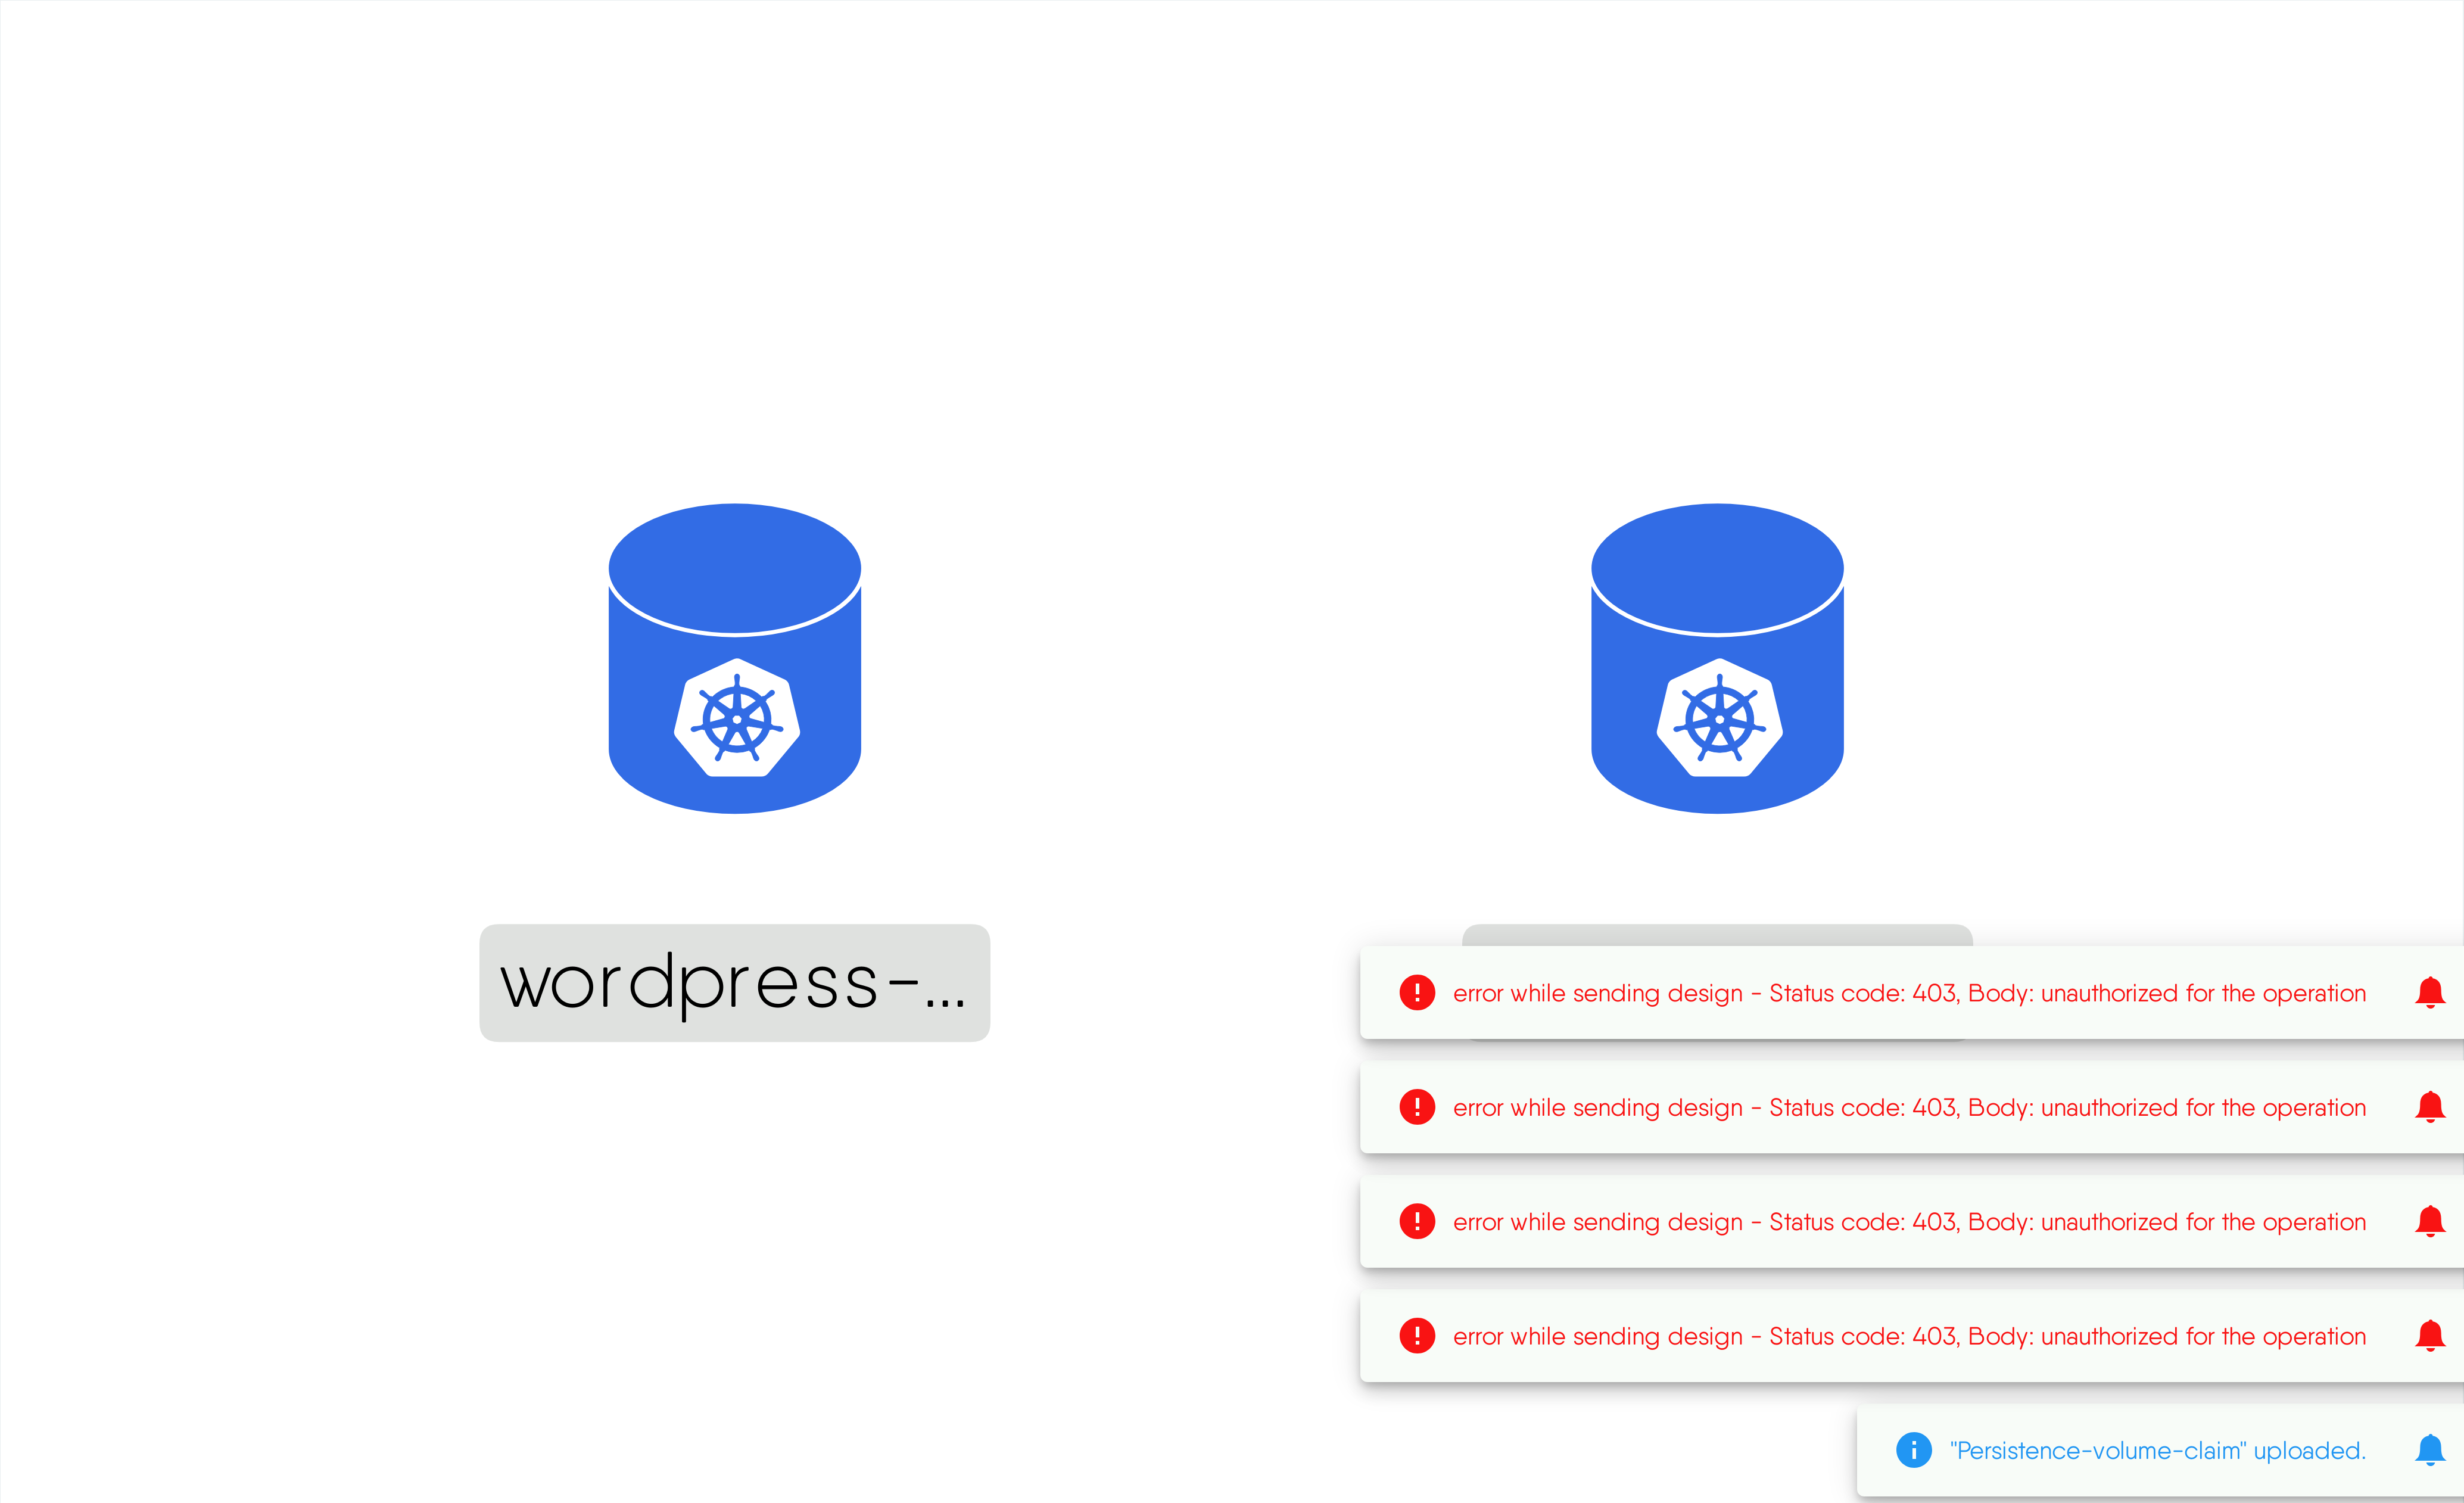 wordpress-...
error while sending design - Status code: 403, Body: unauthorized for the operation
error while sending design - Status code: 403, Body: unauthorized for the operation
error while sending design - Status code: 403, Body: unauthorized for the operation
error while sending design - Status code: 403, Body: unauthorized for the operation
"Persistence-volume-claim" uploaded.